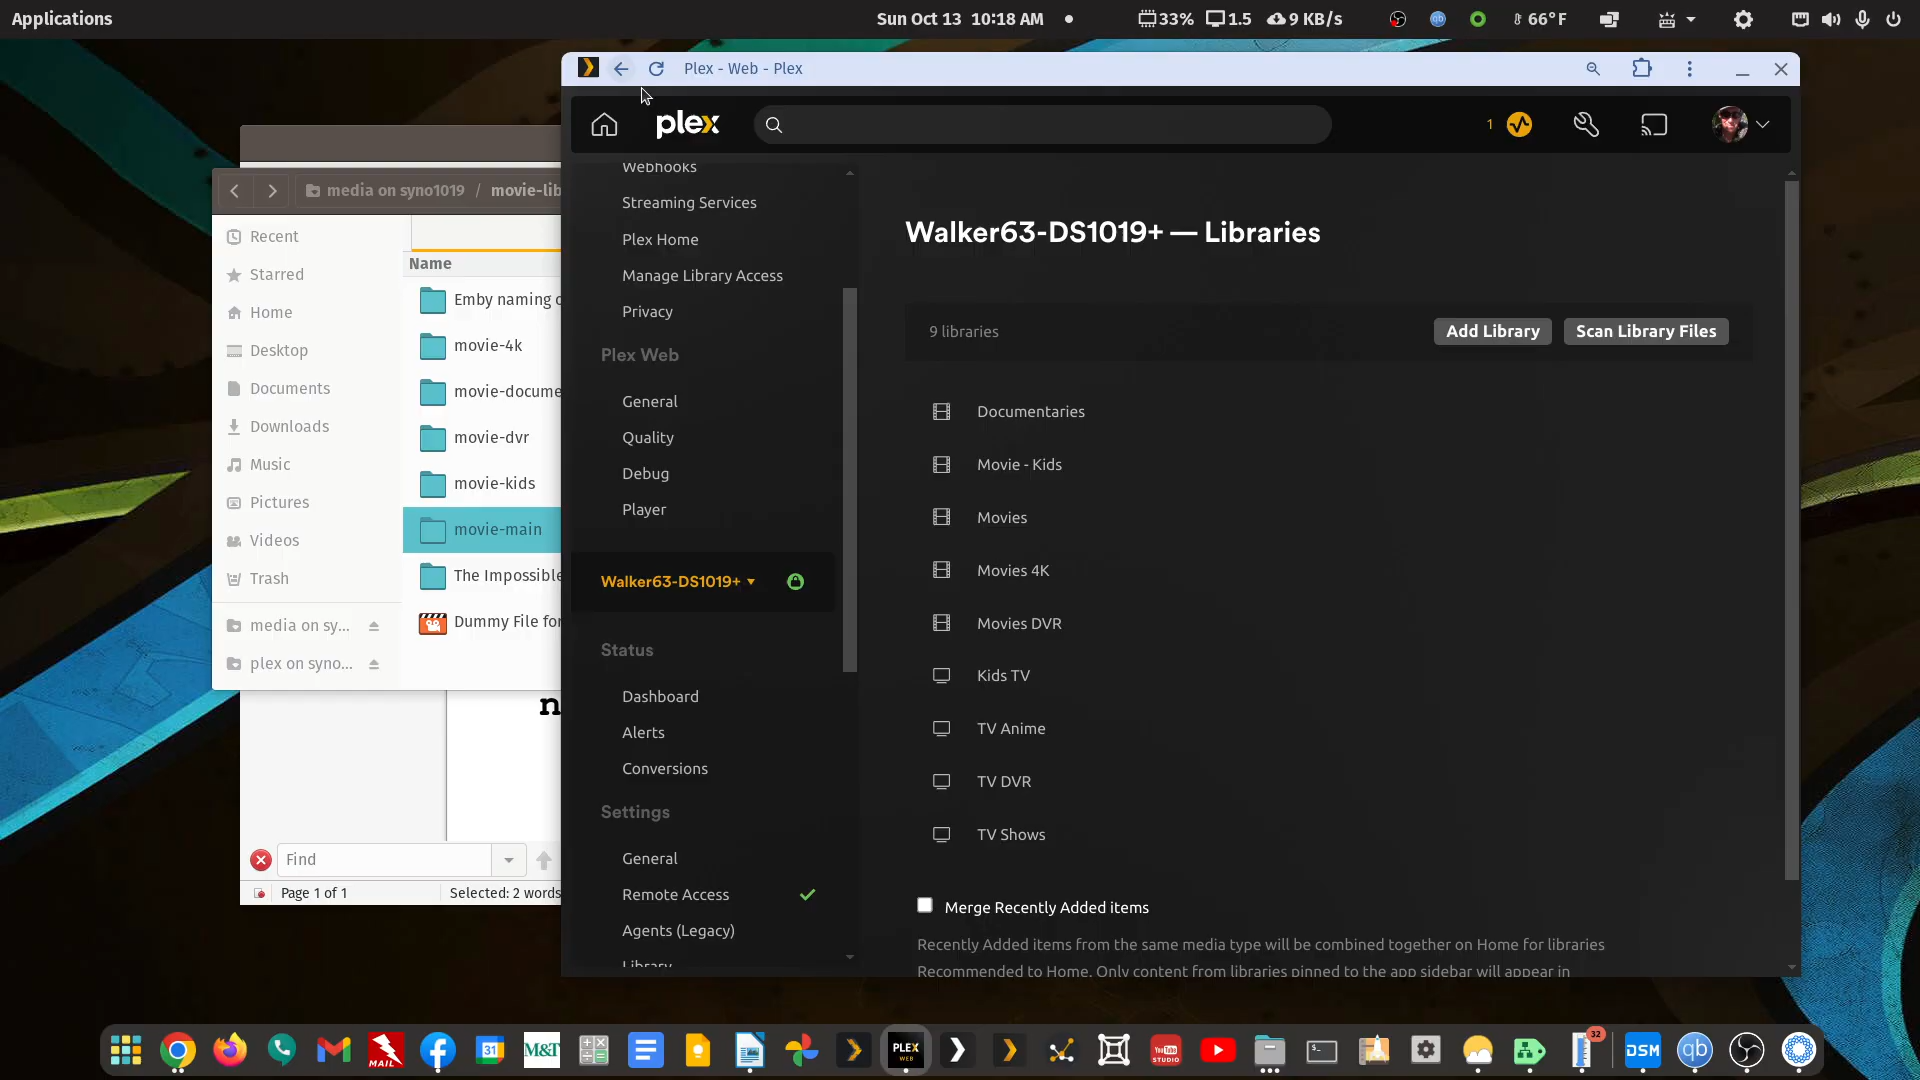 Applications
Sun Oct 13 10:18 AM
33% 1.5 9 KB/s
66°F
Plex - Web - Plex
plex
1
media on syno1019 / movie-lib
Recent
Starred
Home
Desktop
Documents
Downloads
Music
Pictures
Videos
Trash
media on sy...
plex on syno...
Name
Emby naming
movie-4k
movie-docume
movie-dvr
movie-kids
movie-main
The Impossible
Dummy File for
n
Find
Page 1 of 1
Selected: 2 words
Webhooks
Streaming Services
Plex Home
Manage Library Access
Privacy
Plex Web
General
Quality
Debug
Player
Walker63-DS1019+
Status
Dashboard
Alerts
Conversions
Settings
General
Remote Access
Agents (Legacy)
Library
Walker63-DS1019+ — Libraries
9 libraries
Add Library
Scan Library Files
Documentaries
Movie - Kids
Movies
Movies 4K
Movies DVR
Kids TV
TV Anime
TV DVR
TV Shows
Merge Recently Added items
Recently Added items from the same media type will be combined together on Home for libraries
Recommended to Home. Only content from libraries pinned to the app sidebar will appear in
MAIL
31
M&T
PLEX
WEB
You Tube
STUDIO
32
DSM
qb